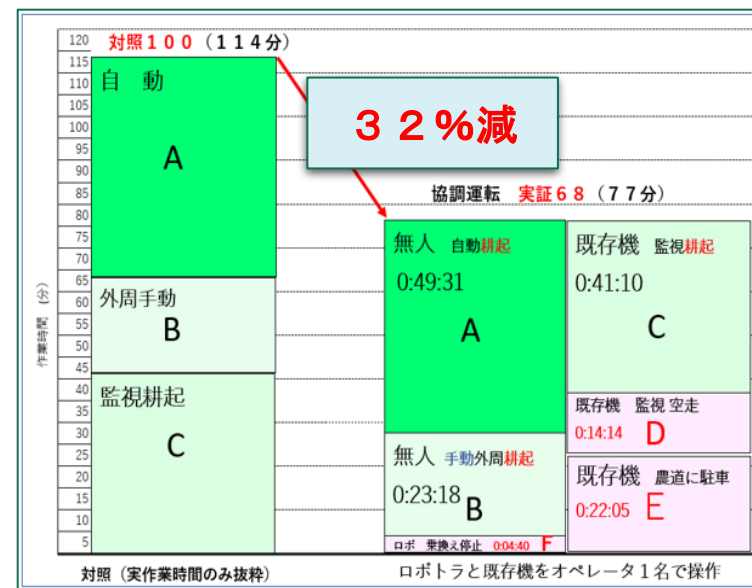 対照１００（１１４分）
３２％減
協調運転 実証６８（７７分）
作業時間 （分）
120
115
110
105
100
95
90
85
80
75
70
65
60
55
50
45
40
35
30
25
20
15
10
5
自 動
A
外周手動
B
監視耕起
C
無人 自動耕起
0:49:31
A
無人 手動外周耕起
0:23:18
B
ロボ 乗換え停止 0:04:40 F
既存機 監視耕起
0:41:10
C
既存機 監視 空走
0:14:14 D
既存機 農道に駐車
0:22:05 E
対照（実作業時間のみ抜粋）
ロボトラと既存機をオペレータ１名で操作